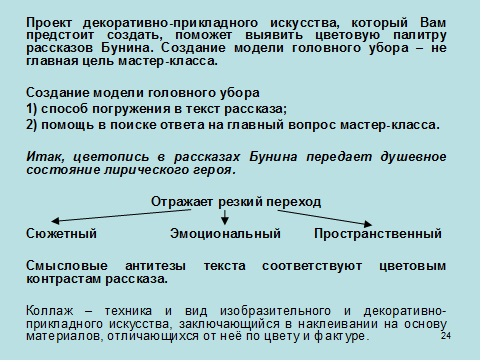 Проект декоративно-прикладного искусства, который Вам
предстоит создать, поможет выявить цветовую палитру
рассказов Бунина. Создание модели головного убора – не
главная цель мастер-класса.
Создание модели головного убора
1) способ погружения в текст рассказа;
2) помощь в поиске ответа на главный вопрос мастер-класса.
Итак, цветопись в рассказах Бунина передает душевное
состояние лирического героя.
Отражает резкий переход
Сюжетный Эмоциональный Пространственный
Смысловые антитезы текста соответствуют цветовым
контрастам рассказа.
Коллаж – техника и вид изобразительного и декоративно-
прикладного искусства, заключающийся в наклеивании на основу
материалов, отличающихся от неё по цвету и фактуре. 24